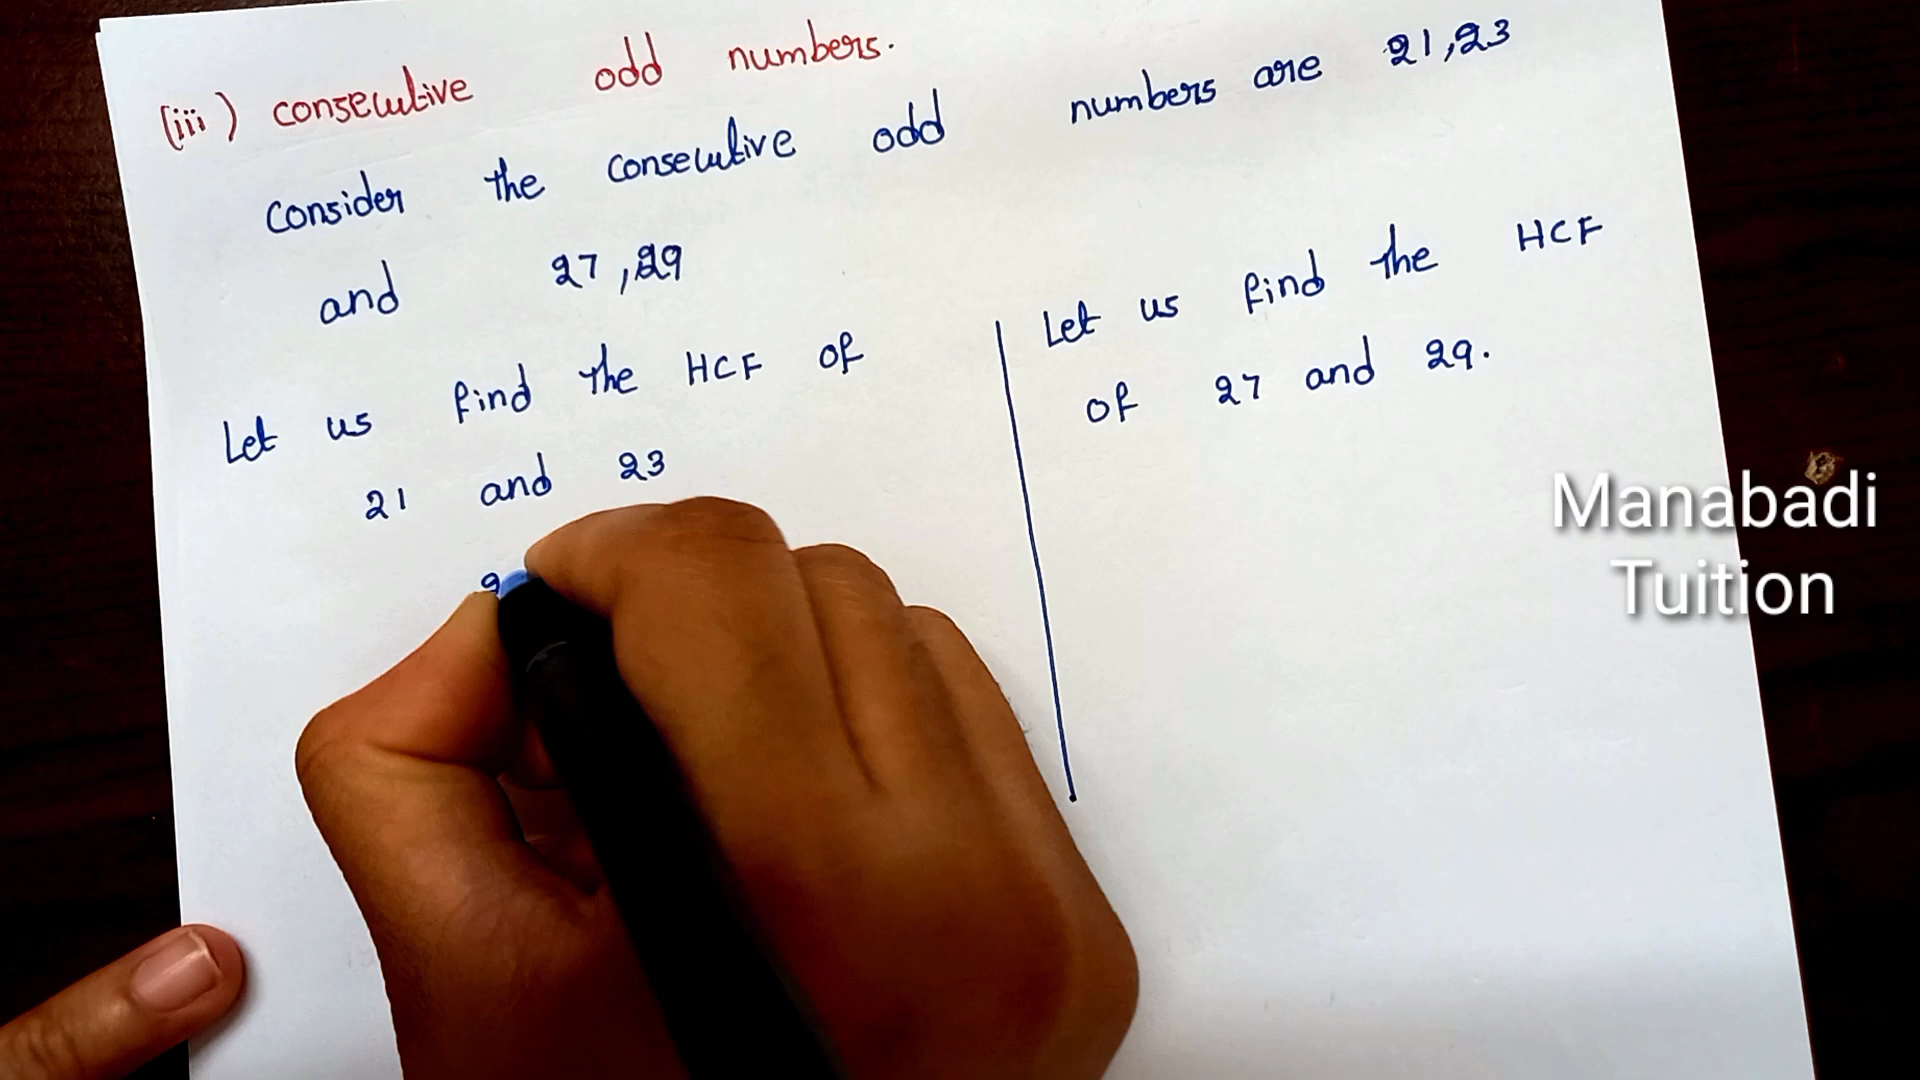 (iii) consecutive odd numbers.
consider the consecutive odd numbers are 21,23
and 27,29
Let us find the HCF of
21 and 23
Let us find the HCF
of 27 and 29.
Manabadi
Tuition